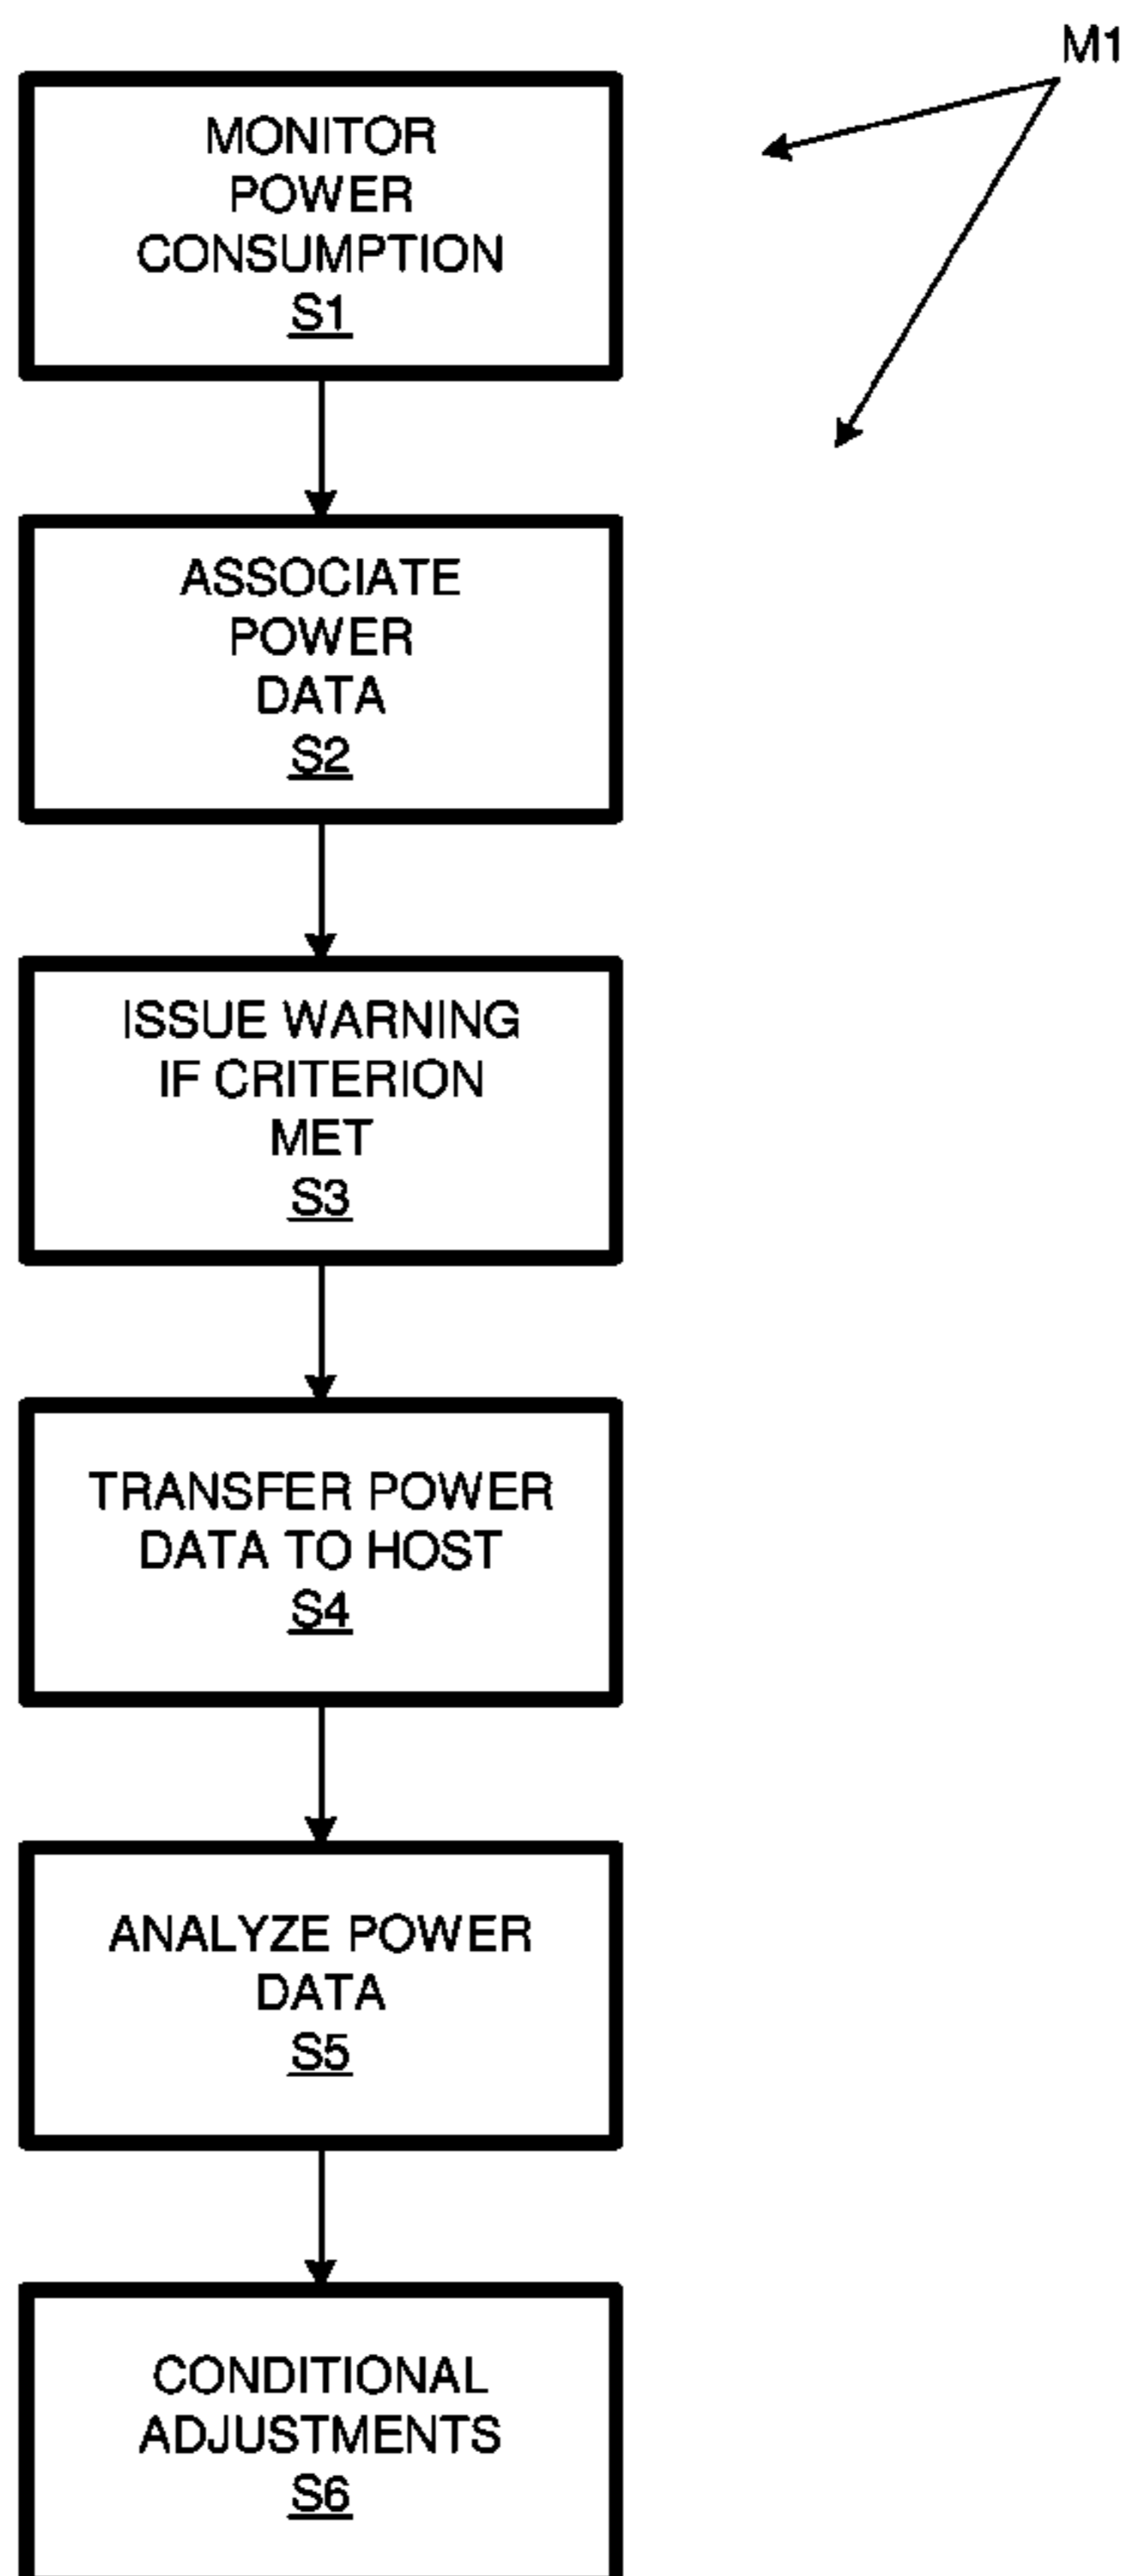 M1
MONITOR
POWER
CONSUMPTION
S1
ASSOCIATE
POWER
DATA
S2
ISSUE WARNING
IF CRITERION
MET
S3
TRANSFER POWER
DATA TO HOST
S4
ANALYZE POWER
DATA
S5
CONDITIONAL
ADJUSTMENTS
S6